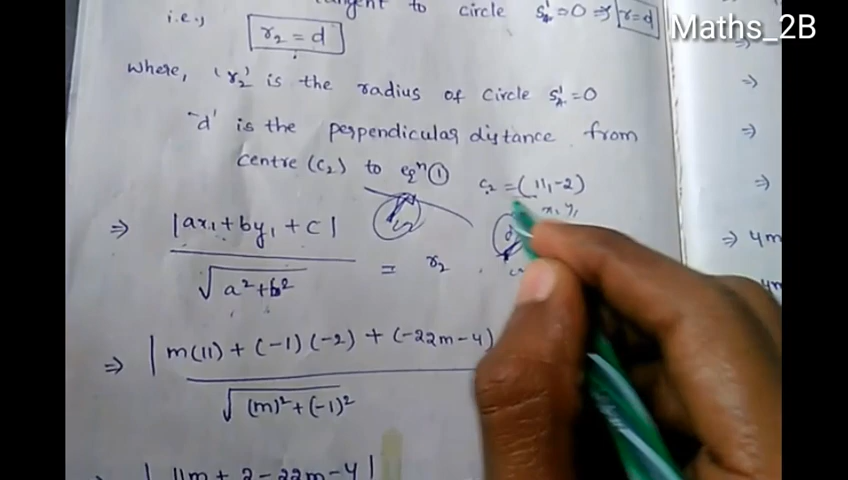 tangent to circle S' = 0 ⇒ r = d
i.e.,
r₂ = d
Maths_2B
where, 'r₂' is the radius of circle S' = 0
'd' is the perpendicular distance from
centre (C₂) to eqⁿ ①
C₂ = (11, -2)
x₁ y₁
⇒ |ax₁ + by₁ + c| / √a² + b² = r₂
⇒ | m(11) + (-1)(-2) + (-22m - 4) / √(m)² + (-1)²
| 11m + 2 - 22m - 4 |
⇒
⇒
⇒
⇒ 4m